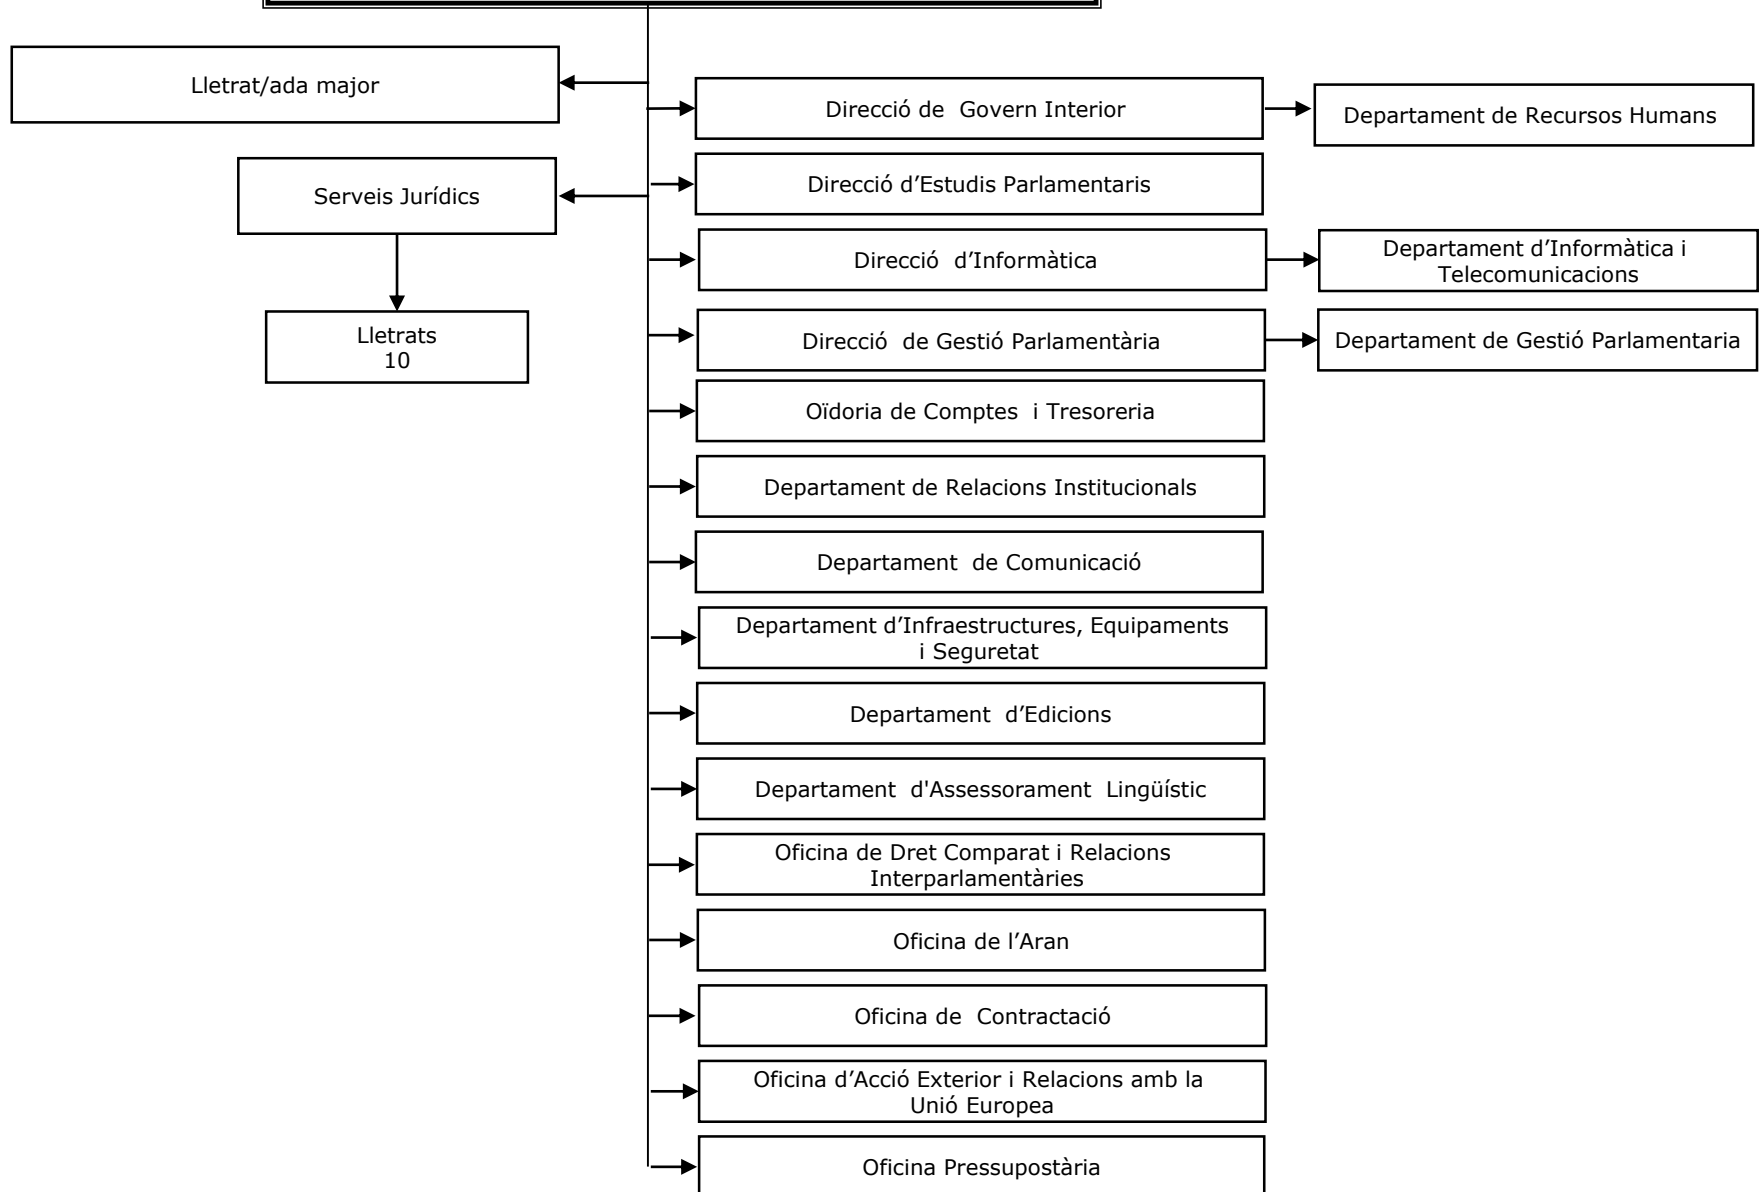 Lletrat/ada major
Direcció de Govern Interior
Departament de Recursos Humans
Serveis Jurídics
Direcció d’Estudis Parlamentaris
Direcció d’Informàtica
Departament d’Informàtica i
Telecomunicacions
Lletrats
10
Direcció de Gestió Parlamentària
Departament de Gestió Parlamentaria
Oïdoria de Comptes i Tresoreria
Departament de Relacions Institucionals
Departament de Comunicació
Departament d’Infraestructures, Equipaments
i Seguretat
Departament d’Edicions
Departament d'Assessorament Lingüístic
Oficina de Dret Comparat i Relacions
Interparlamentàries
Oficina de l’Aran
Oficina de Contractació
Oficina d’Acció Exterior i Relacions amb la
Unió Europea
Oficina Pressupostària